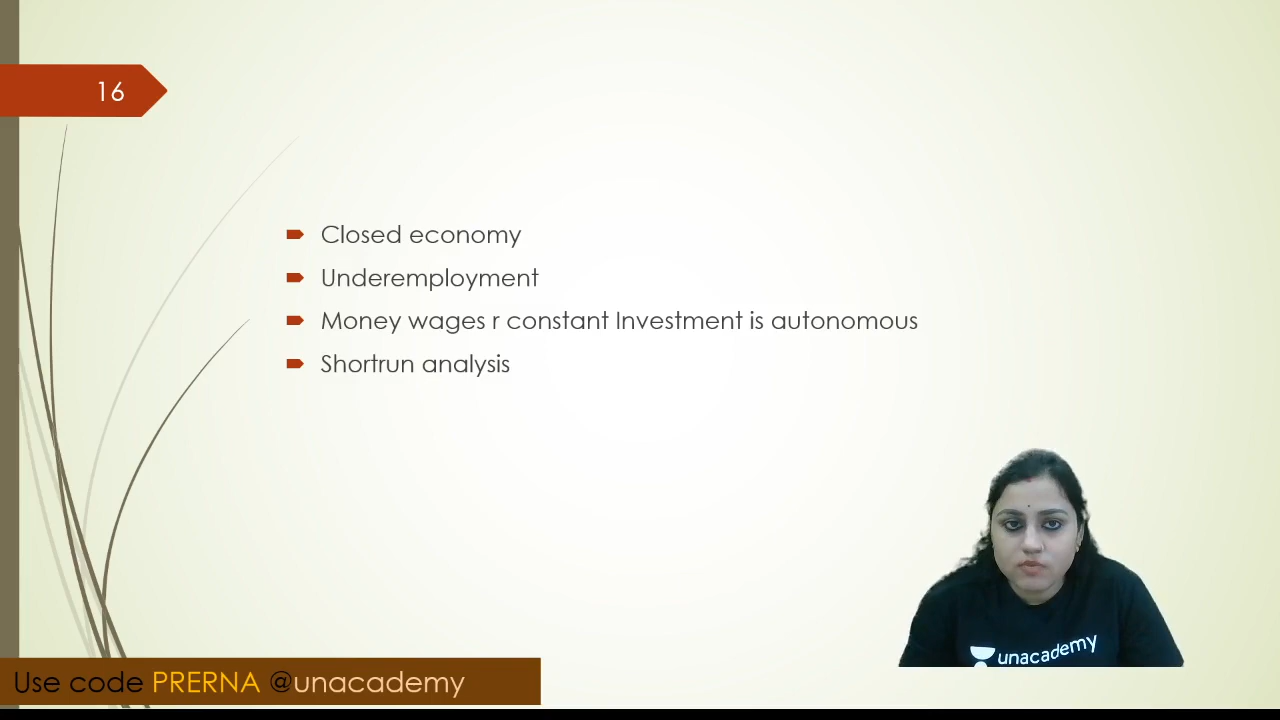 16
Closed economy
Underemployment
Money wages r constant Investment is autonomous
Shortrun analysis
unacademy
Use code PRERNA @unacademy